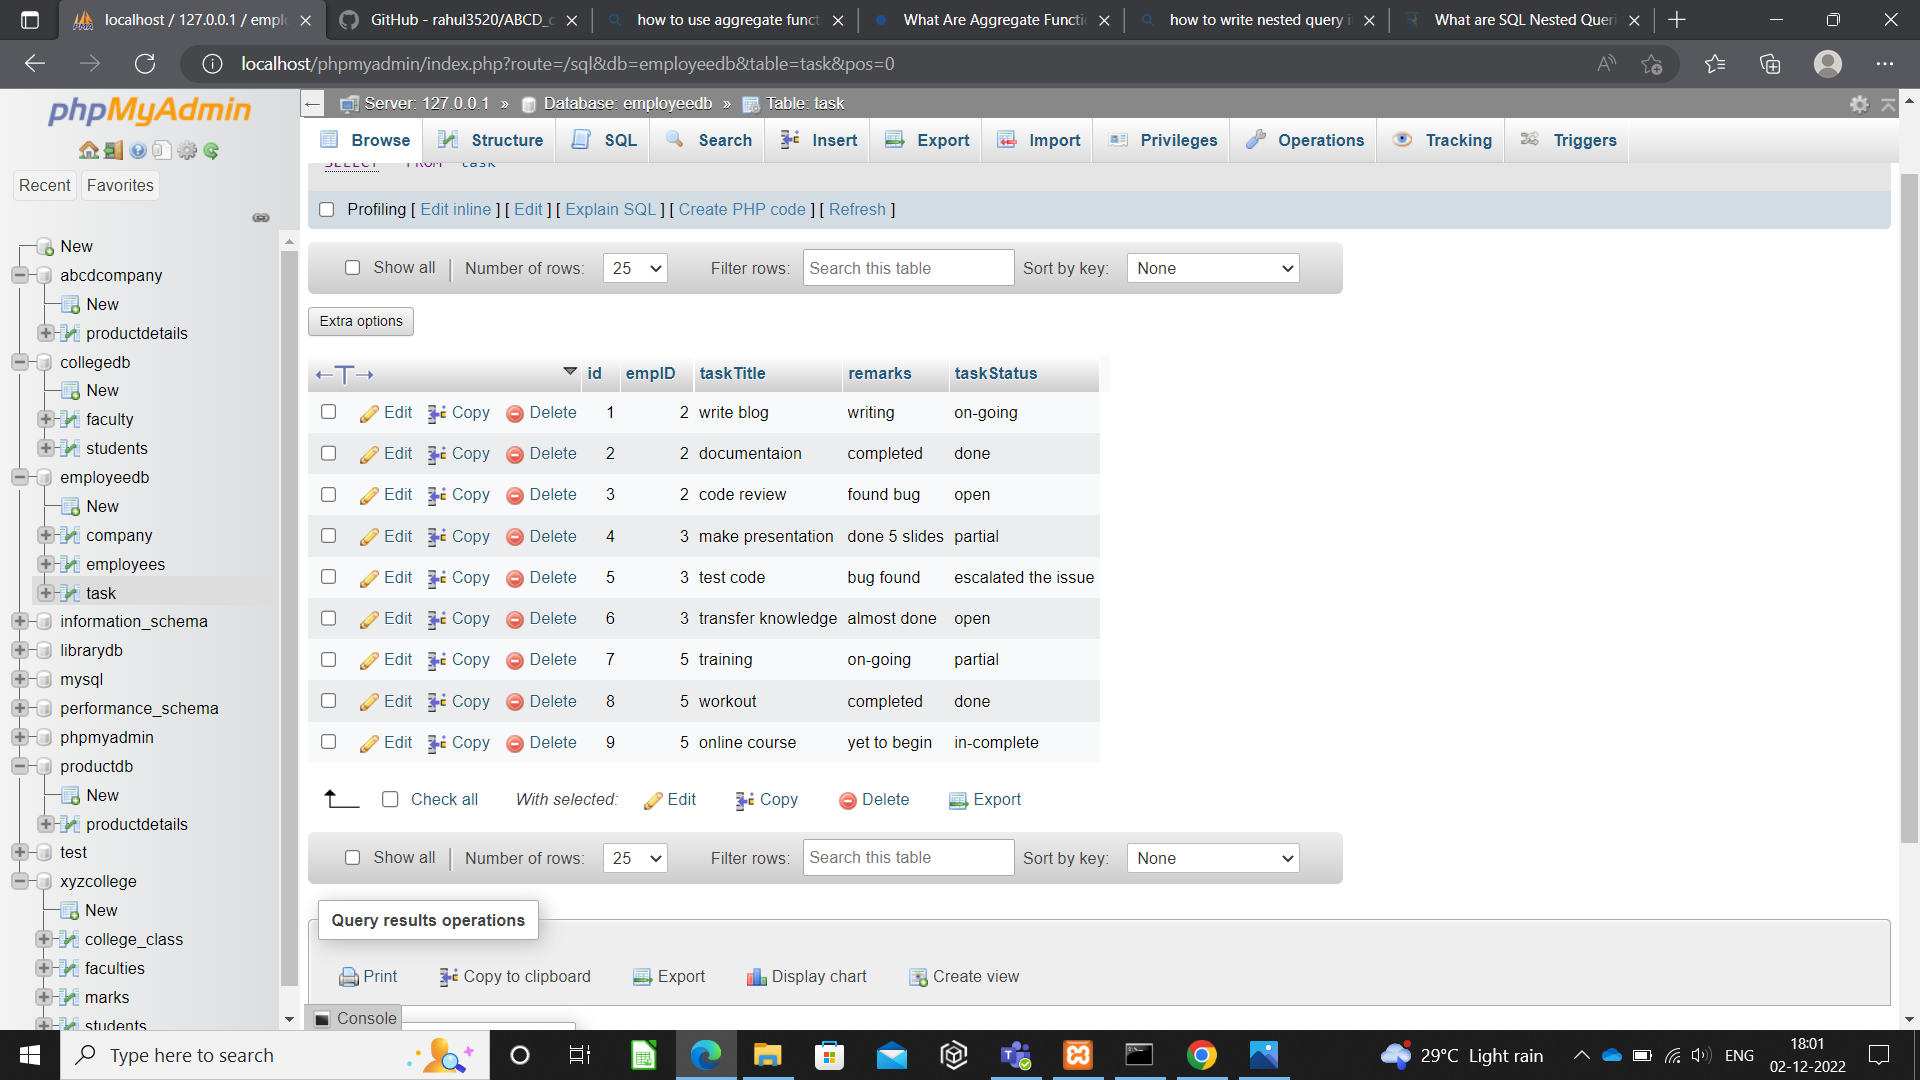 localhost / 127.0.0.1 / empl
GitHub - rahul3520/ABCD_c
how to use aggregate funct
What Are Aggregate Functi
how to write nested query i
What are SQL Nested Queri
localhost/phpmyadmin/index.php?route=/sql&db=employeedb&table=task&pos=0
phpMyAdmin
Recent Favorites
New
abcdcompany
New
productdetails
collegedb
New
faculty
students
employeedb
New
company
employees
task
information_schema
librarydb
mysql
performance_schema
phpmyadmin
productdb
New
productdetails
test
xyzcollege
New
college_class
faculties
marks
students
Server: 127.0.0.1 » Database: employeedb » Table: task
Browse Structure SQL Search Insert Export Import Privileges Operations Tracking Triggers
SELECT * FROM `task`
Profiling [ Edit inline ] [ Edit ] [ Explain SQL ] [ Create PHP code ] [ Refresh ]
Show all Number of rows: 25 Filter rows: Search this table Sort by key: None
Extra options
←T→ id empID taskTitle remarks taskStatus
Edit Copy Delete 1 2 write blog writing on-going
Edit Copy Delete 2 2 documentaion completed done
Edit Copy Delete 3 2 code review found bug open
Edit Copy Delete 4 3 make presentation done 5 slides partial
Edit Copy Delete 5 3 test code bug found escalated the issue
Edit Copy Delete 6 3 transfer knowledge almost done open
Edit Copy Delete 7 5 training on-going partial
Edit Copy Delete 8 5 workout completed done
Edit Copy Delete 9 5 online course yet to begin in-complete
Check all With selected: Edit Copy Delete Export
Show all Number of rows: 25 Filter rows: Search this table Sort by key: None
Query results operations
Print Copy to clipboard Export Display chart Create view
Console
Type here to search
29°C Light rain
ENG
18:01
02-12-2022